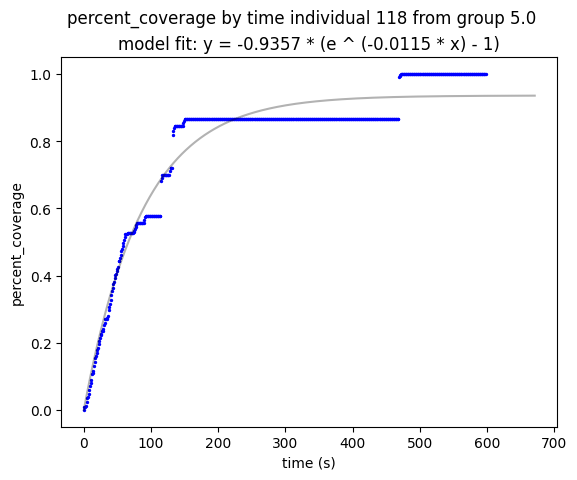 percent_coverage by time individual 118 from group 5.0
model fit: y = -0.9357 * (e ^ (-0.0115 * x) - 1)
1.0
0.8
0.6
0.4
0.2
0.0
percent_coverage
0 100 200 300 400 500 600 700
time (s)